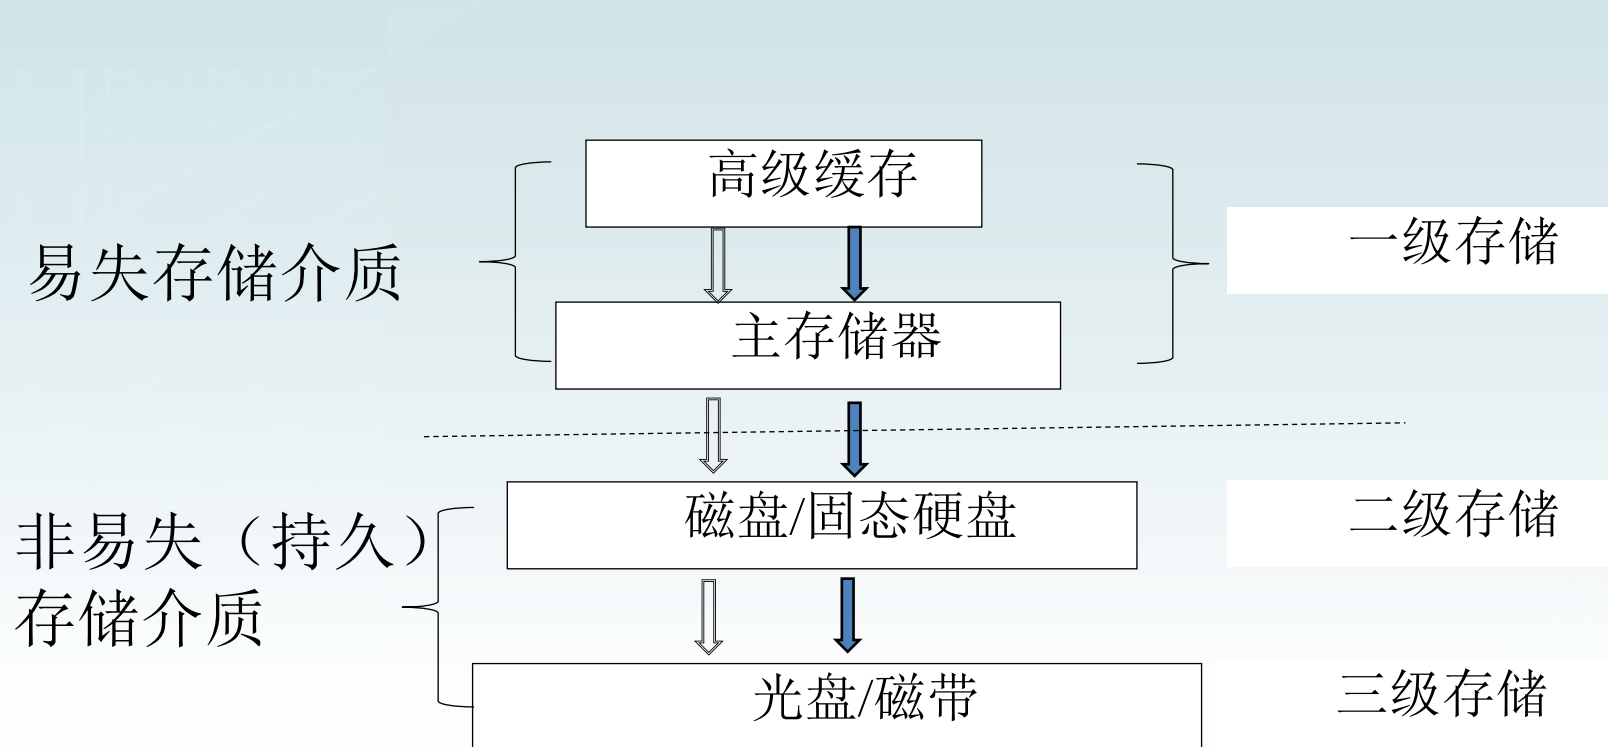 高级缓存
一级存储
易失存储介质
主存储器
磁盘/固态硬盘
二级存储
非易失（持久）
存储介质
光盘/磁带
三级存储